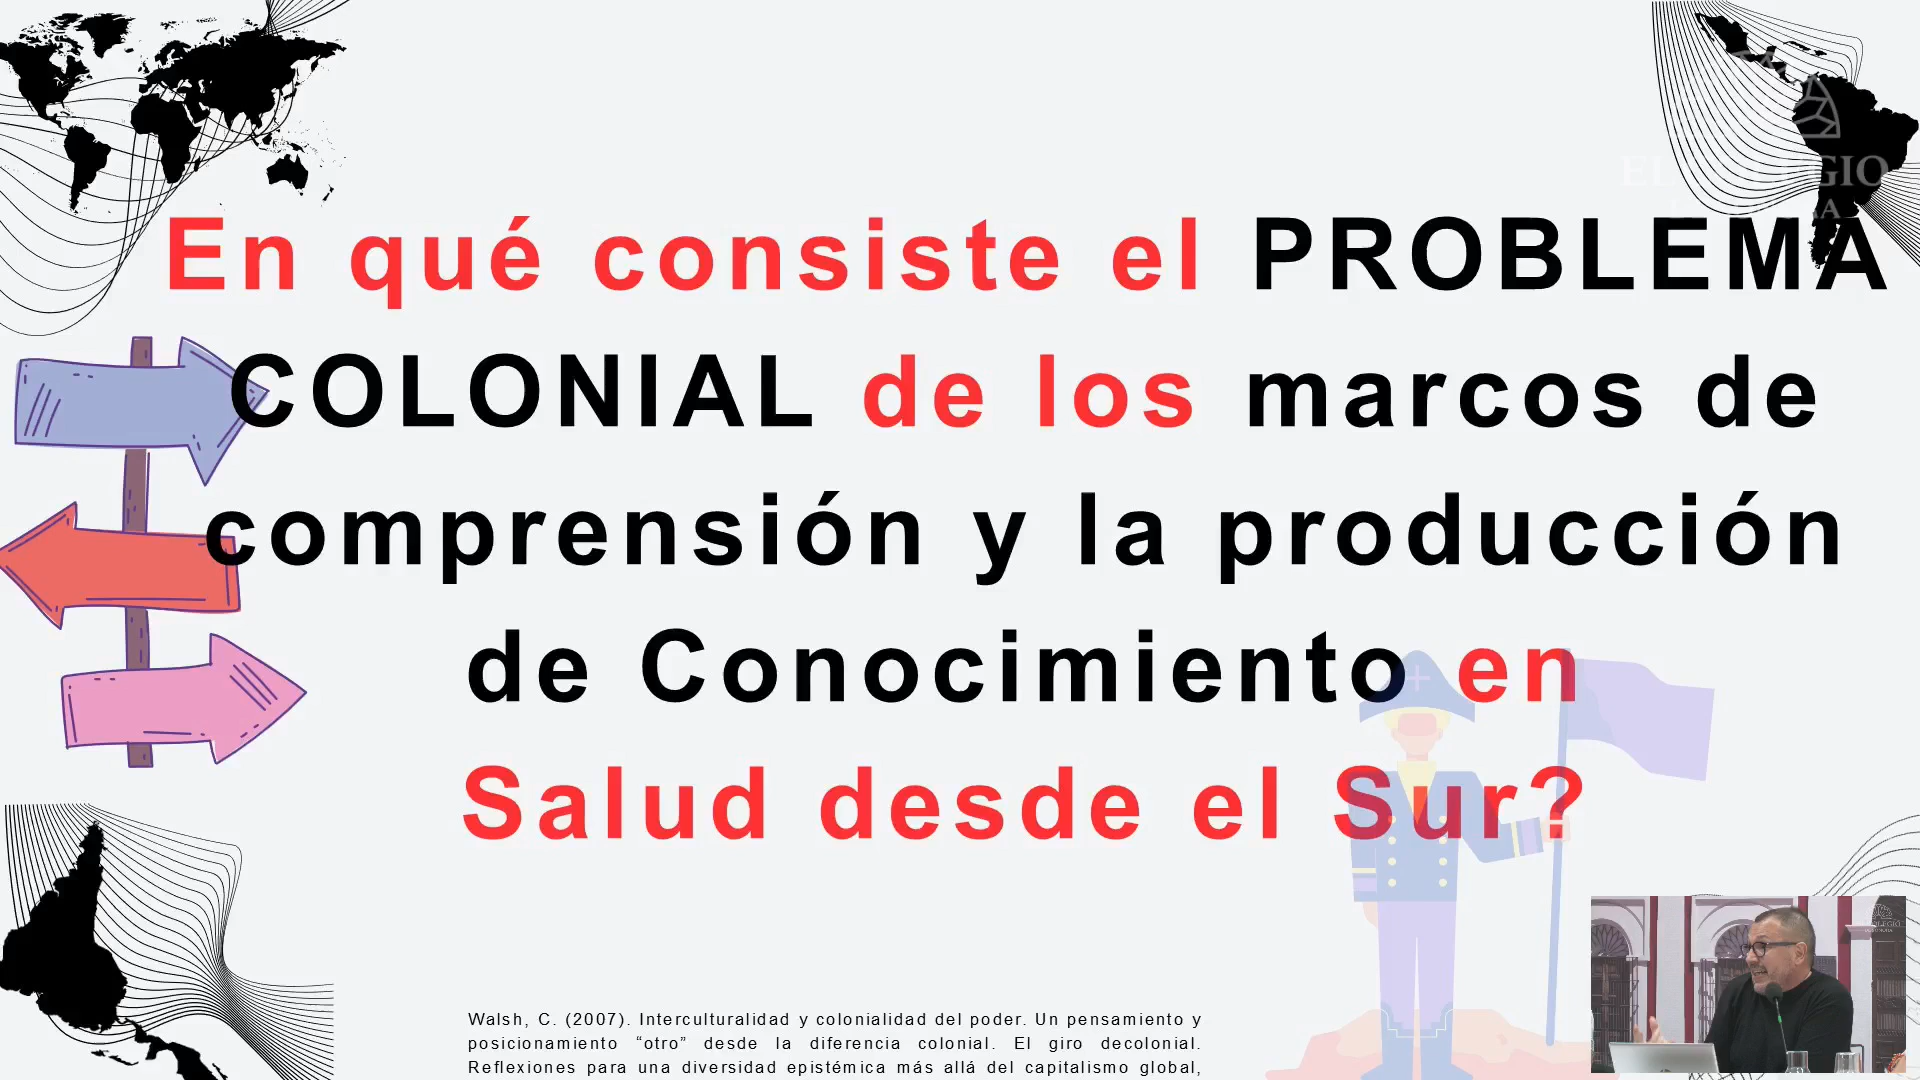 En qué consiste el PROBLEMA
COLONIAL de los marcos de
comprensión y la producción
de Conocimiento en
Salud desde el Sur?
Walsh, C. (2007). Interculturalidad y colonialidad del poder. Un pensamiento y
posicionamiento “otro” desde la diferencia colonial. El giro decolonial.
Reflexiones para una diversidad epistémica más allá del capitalismo global,